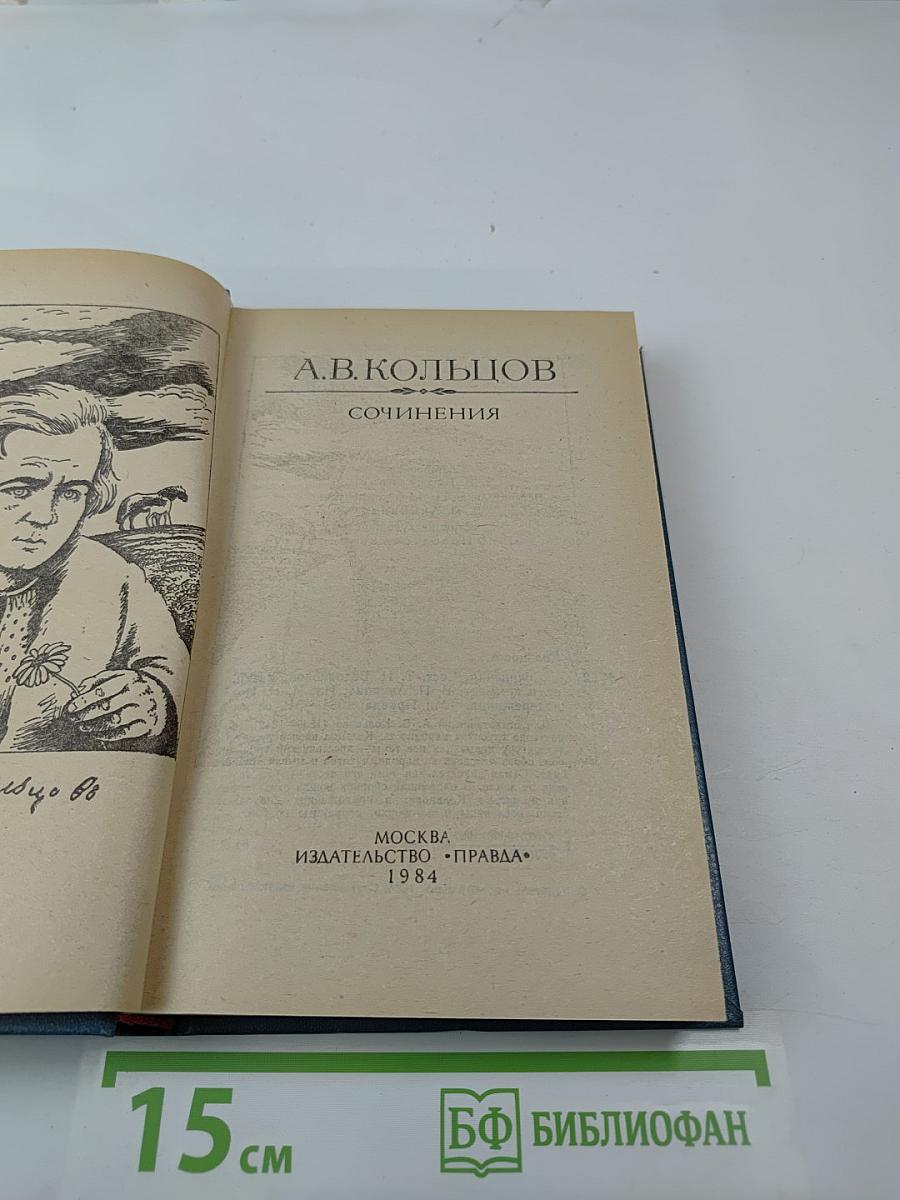 А.В.КОЛЬЦОВ
СОЧИНЕНИЯ
МОСКВА
ИЗДАТЕЛЬСТВО «ПРАВДА»
1984
15 см
БФ БИБЛИОФАН